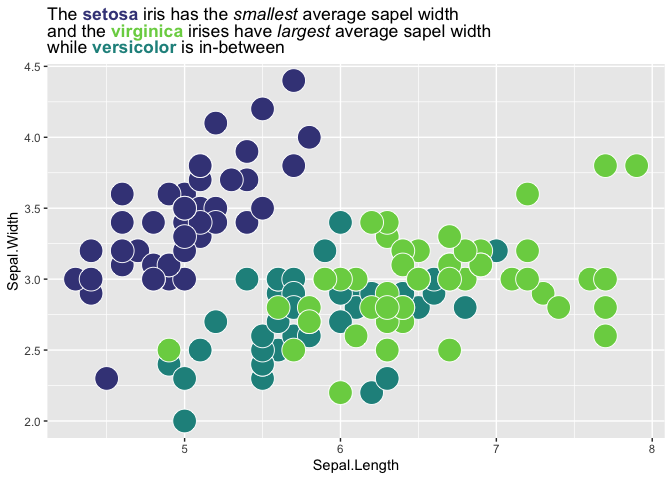 The setosa iris has the smallest average sapel width
and the virginica irises have largest average sapel width
while versicolor is in-between
4.5
4.0
3.5
3.0
2.5
2.0
Sepal.Width
5
6
7
8
Sepal.Length